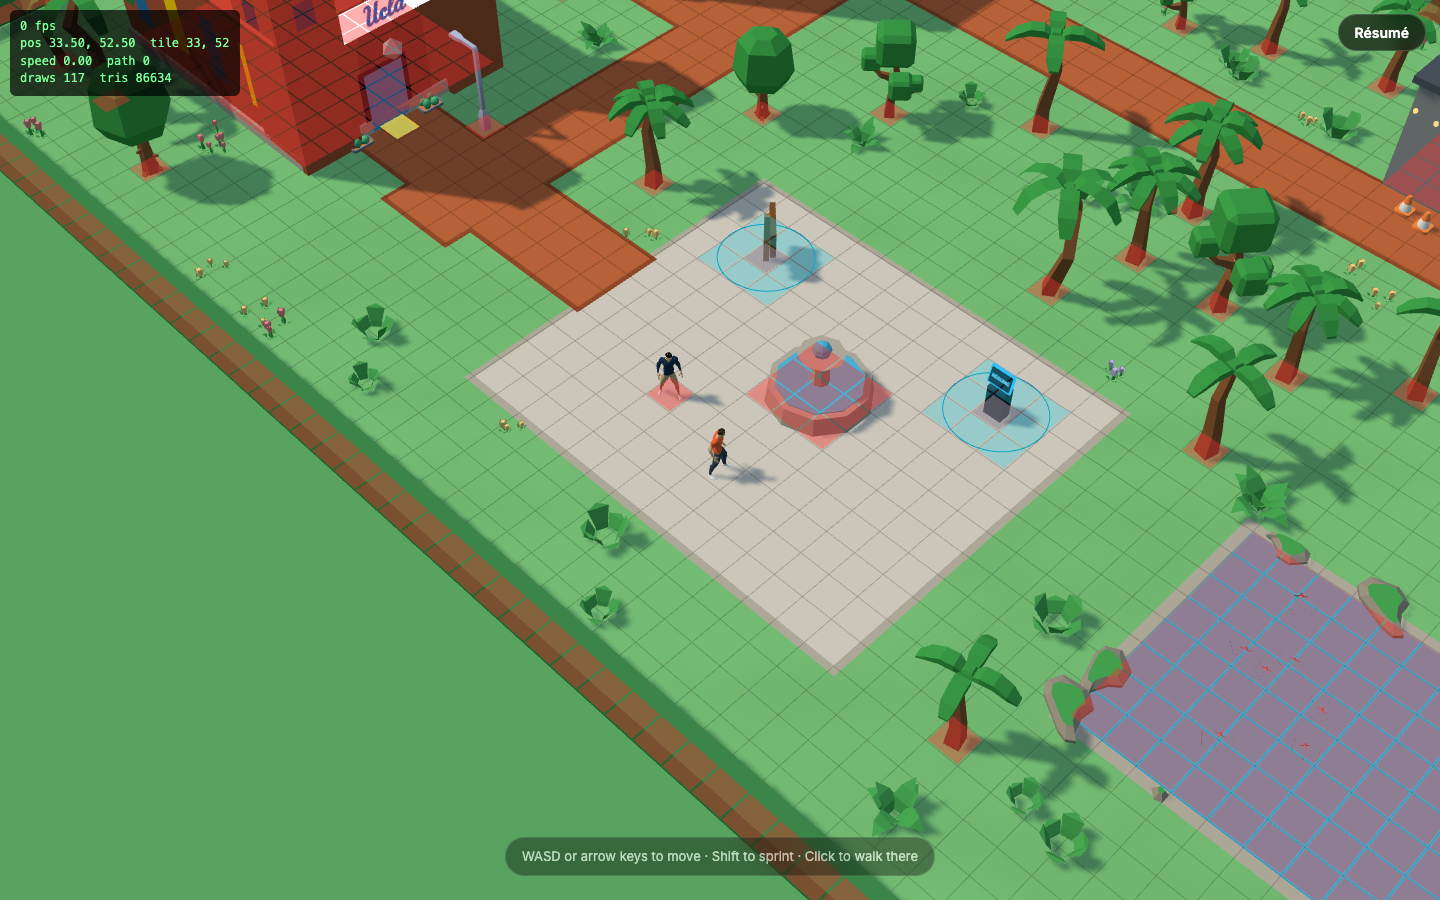 0 fps
pos 33.50, 52.50 tile 33, 52
speed 0.00 path 0
draws 117 tris 86634
Ucla
Résumé
WASD or arrow keys to move · Shift to sprint · Click to walk there